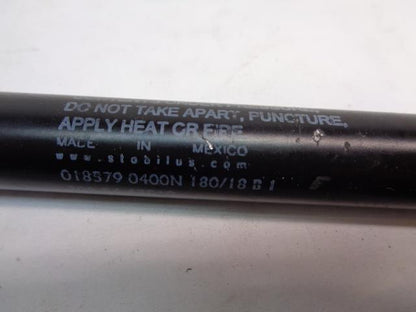 DO NOT TAKE APART, PUNCTURE,
APPLY HEAT OR FIRE
MADE IN MEXICO
www.stabilus.com
018579 0400N 180/18 B 1